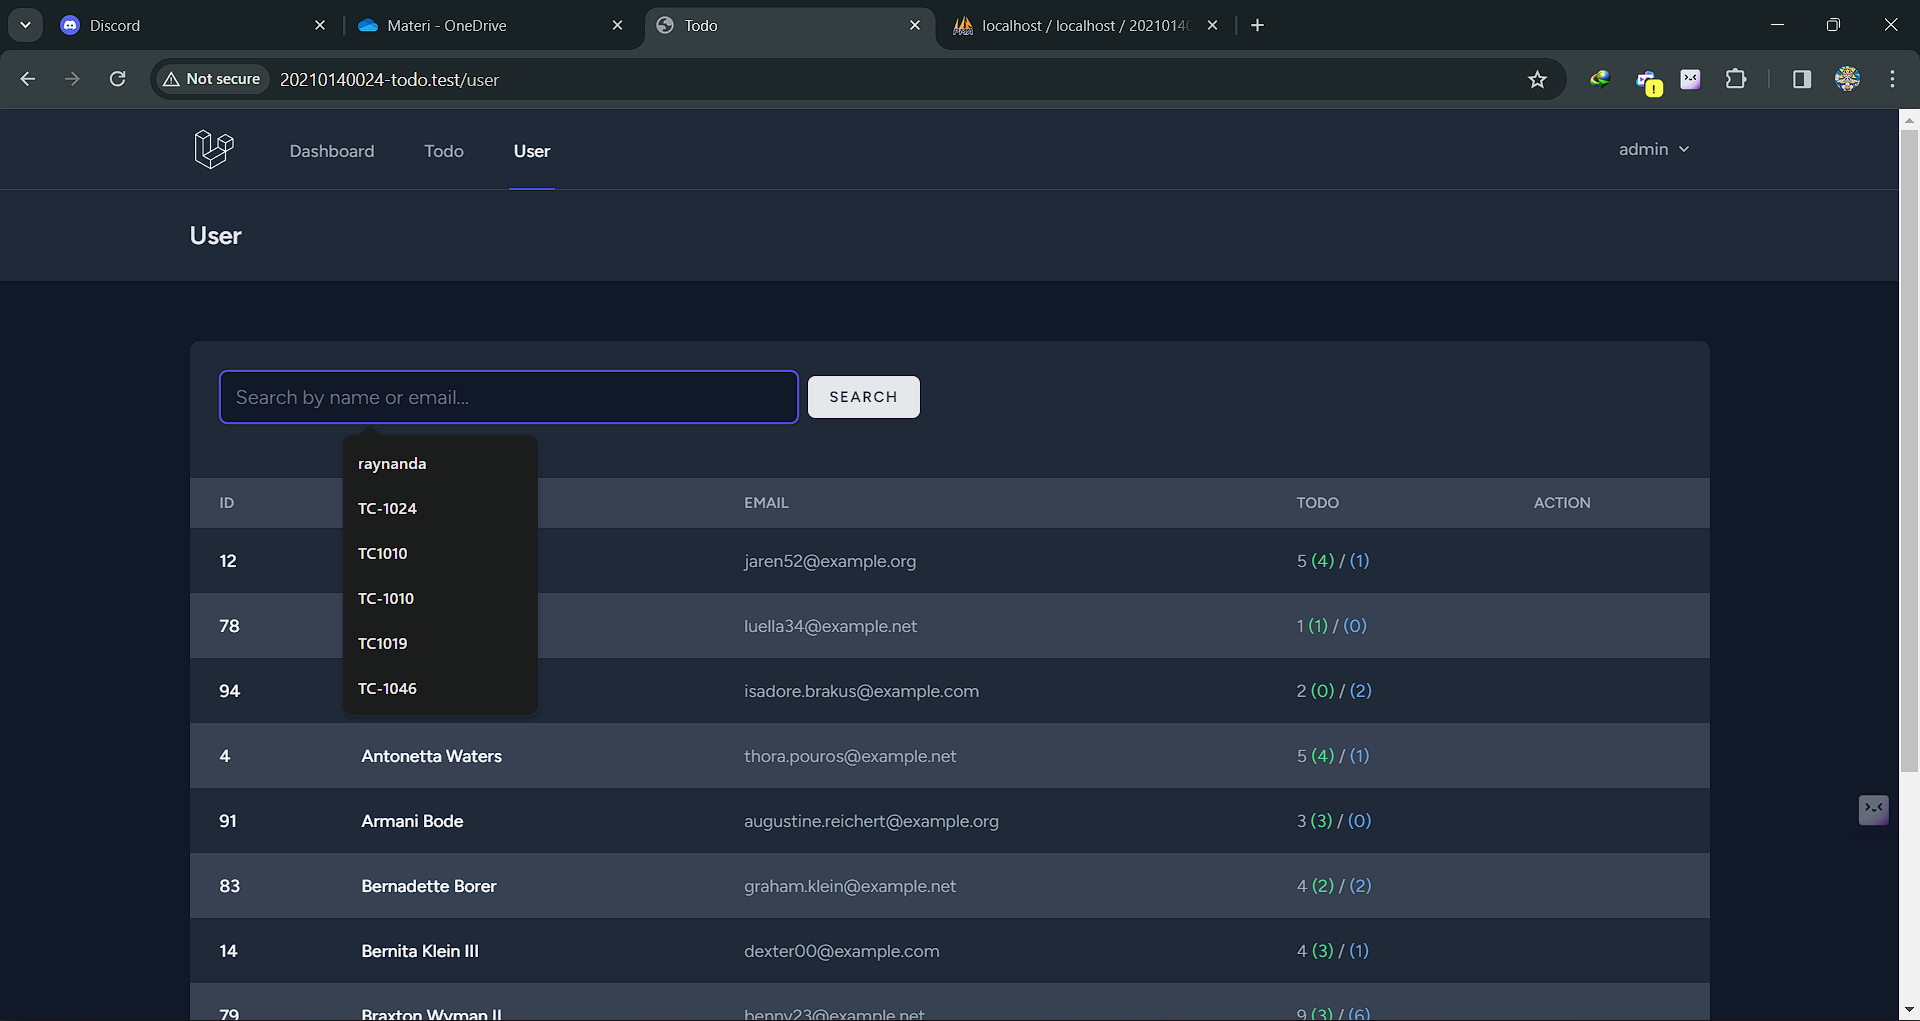 Discord
Materi - OneDrive
Todo
localhost / localhost / 2021014
Not secure
20210140024-todo.test/user
Dashboard
Todo
User
admin
User
Search by name or email...
SEARCH
raynanda
TC-1024
TC1010
TC-1010
TC1019
TC-1046
ID EMAIL TODO ACTION
12 jaren52@example.org 5 (4) / (1)
78 luella34@example.net 1 (1) / (0)
94 isadore.brakus@example.com 2 (0) / (2)
4 Antonetta Waters thora.pouros@example.net 5 (4) / (1)
91 Armani Bode augustine.reichert@example.org 3 (3) / (0)
83 Bernadette Borer graham.klein@example.net 4 (2) / (2)
14 Bernita Klein III dexter00@example.com 4 (3) / (1)
79 Braxton Wyman II benny23@example.net 9 (3) / (6)